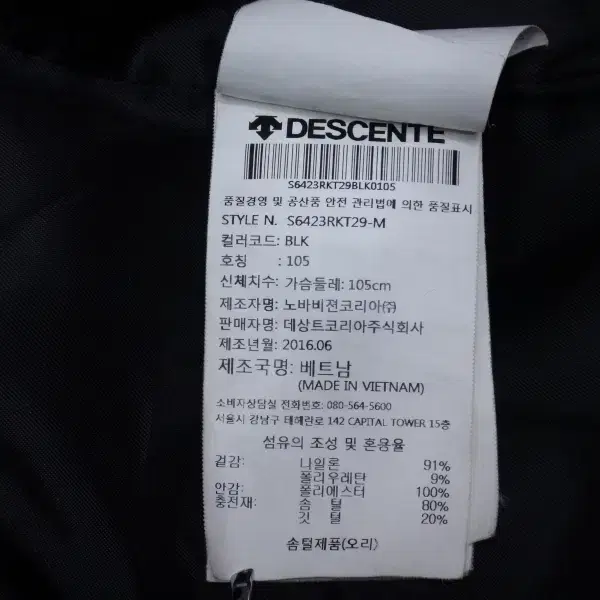 DESCENTE
S6423RKT29BLK0105
품질경영 및 공산품 안전 관리법에 의한 품질표시
STYLE N. S6423RKT29-M
컬러코드: BLK
호칭 : 105
신체치수: 가슴둘레: 105cm
제조자명: 노바비젼코리아㈜
판매자명: 데상트코리아주식회사
제조년월: 2016.06
제조국명: 베트남
(MADE IN VIETNAM)
소비자상담실 전화번호: 080-564-5600
서울시 강남구 테헤란로 142 CAPITAL TOWER 15층
섬유의 조성 및 혼용율
겉감: 나일론 91%
폴리우레탄 9%
안감: 폴리에스터 100%
충전재: 솜 털 80%
깃 털 20%
솜털제품(오리)